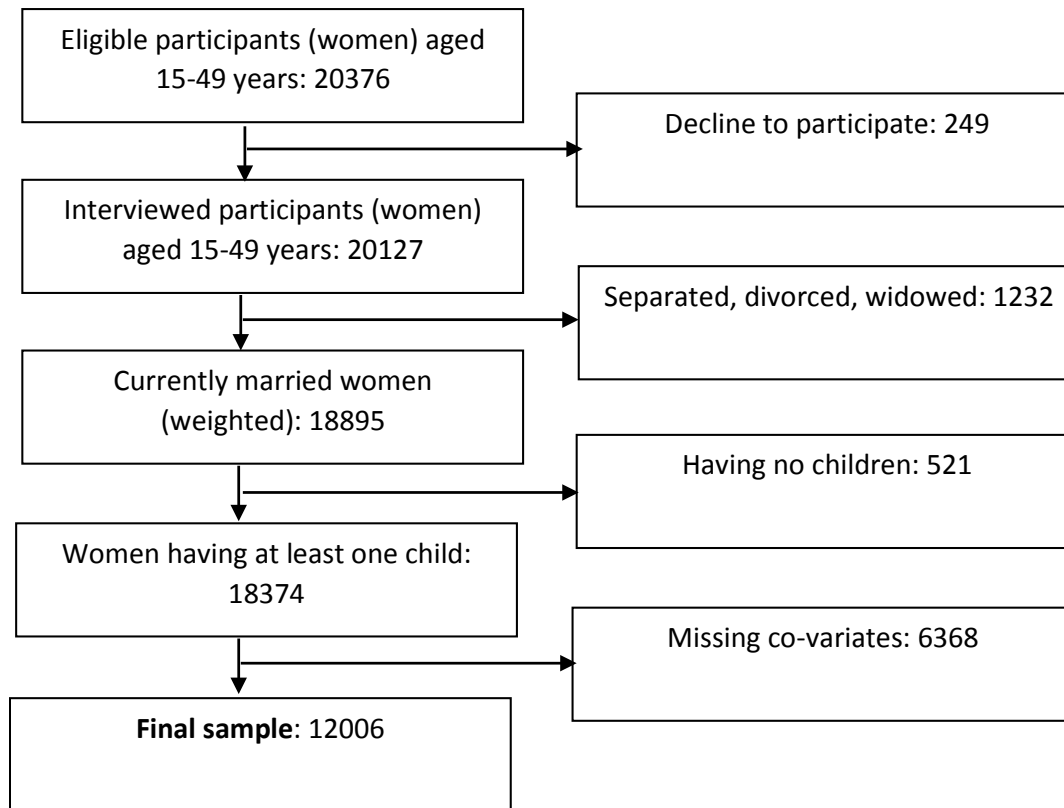 Eligible participants (women) aged
15-49 years: 20376
Decline to participate: 249
Interviewed participants (women)
aged 15-49 years: 20127
Separated, divorced, widowed: 1232
Currently married women
(weighted): 18895
Having no children: 521
Women having at least one child:
18374
Missing co-variates: 6368
Final sample: 12006